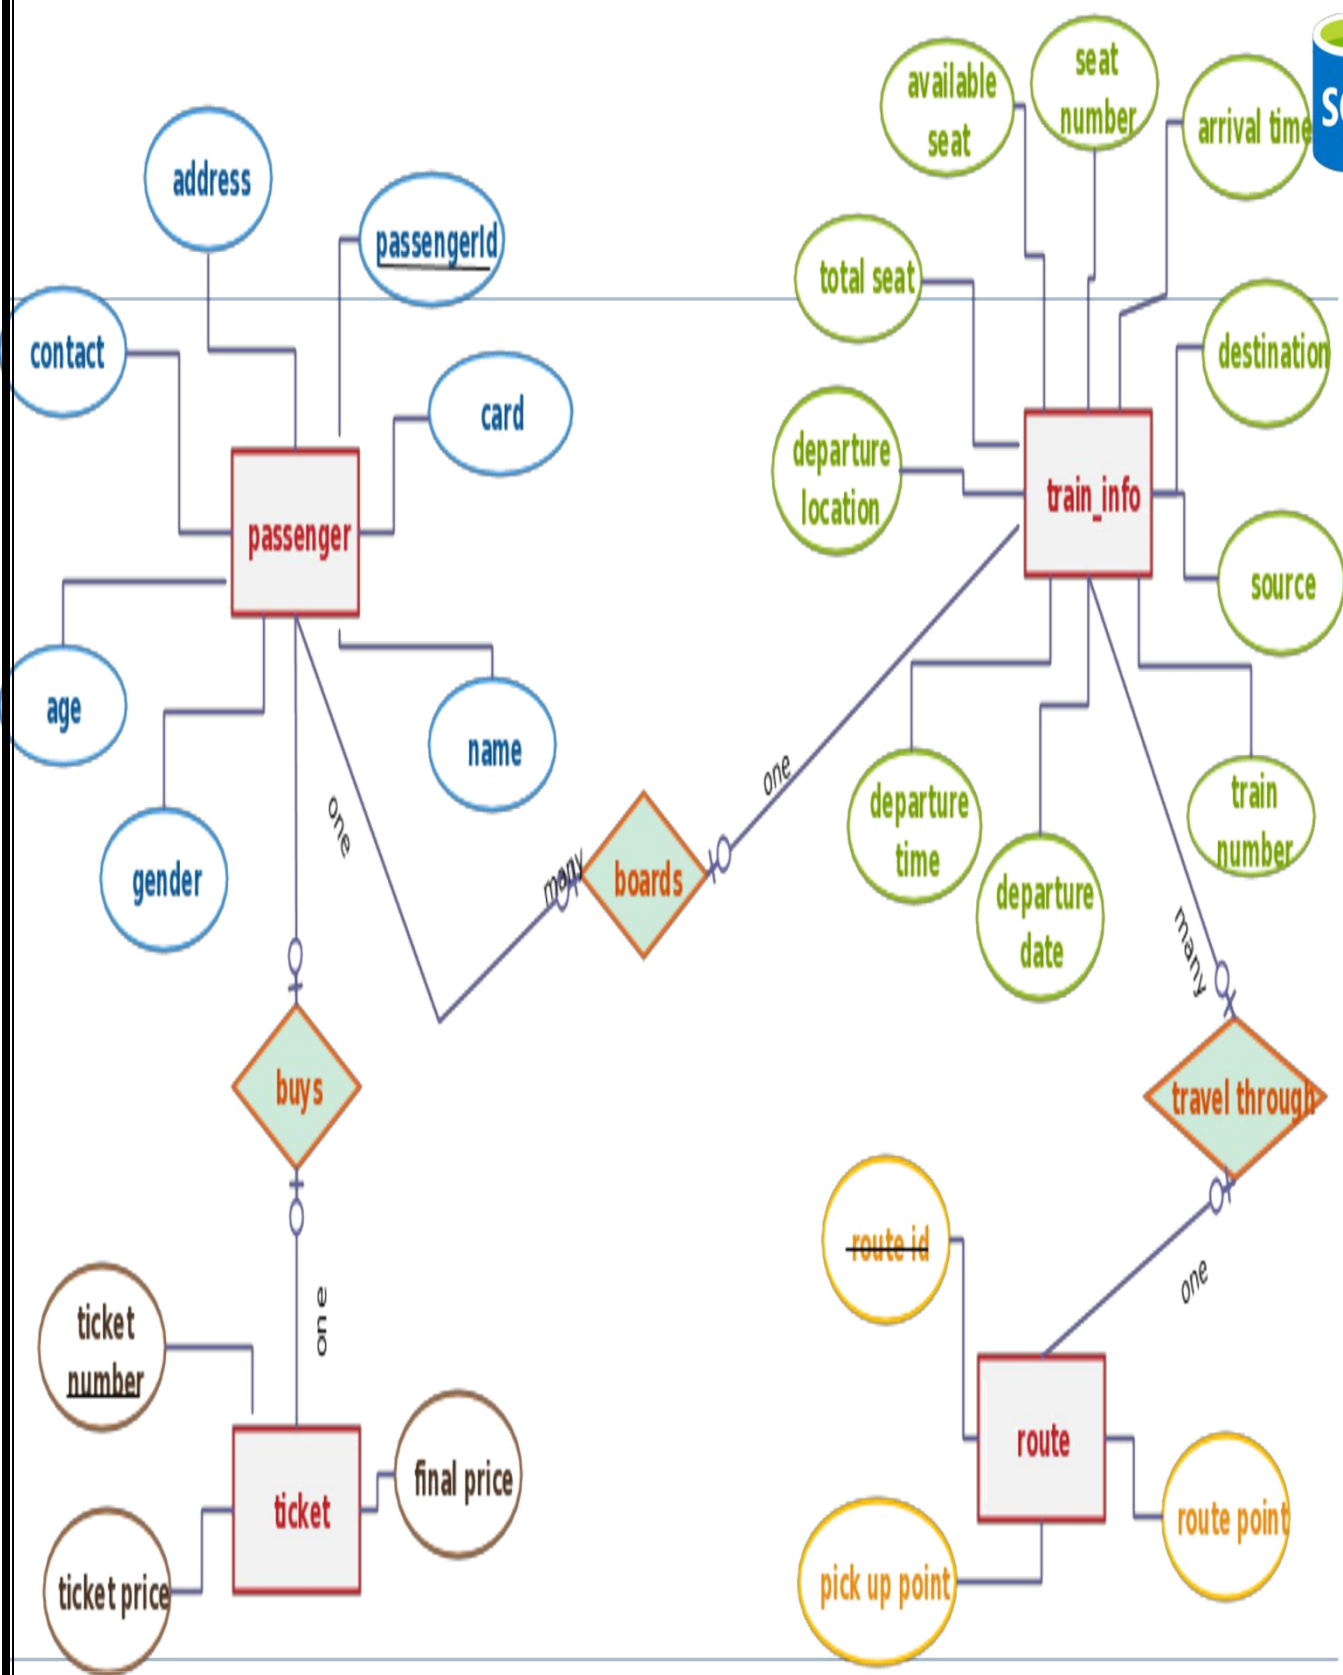 available
seat
seat
number
arrival time
address
passengerId
total seat
destination
contact
card
departure
location
train_info
passenger
source
age
name
one
one
departure
time
train
number
many
boards
gender
departure
date
many
buys
travel through
route id
one
one
ticket
number
final price
route
ticket
route point
ticket price
pick up point